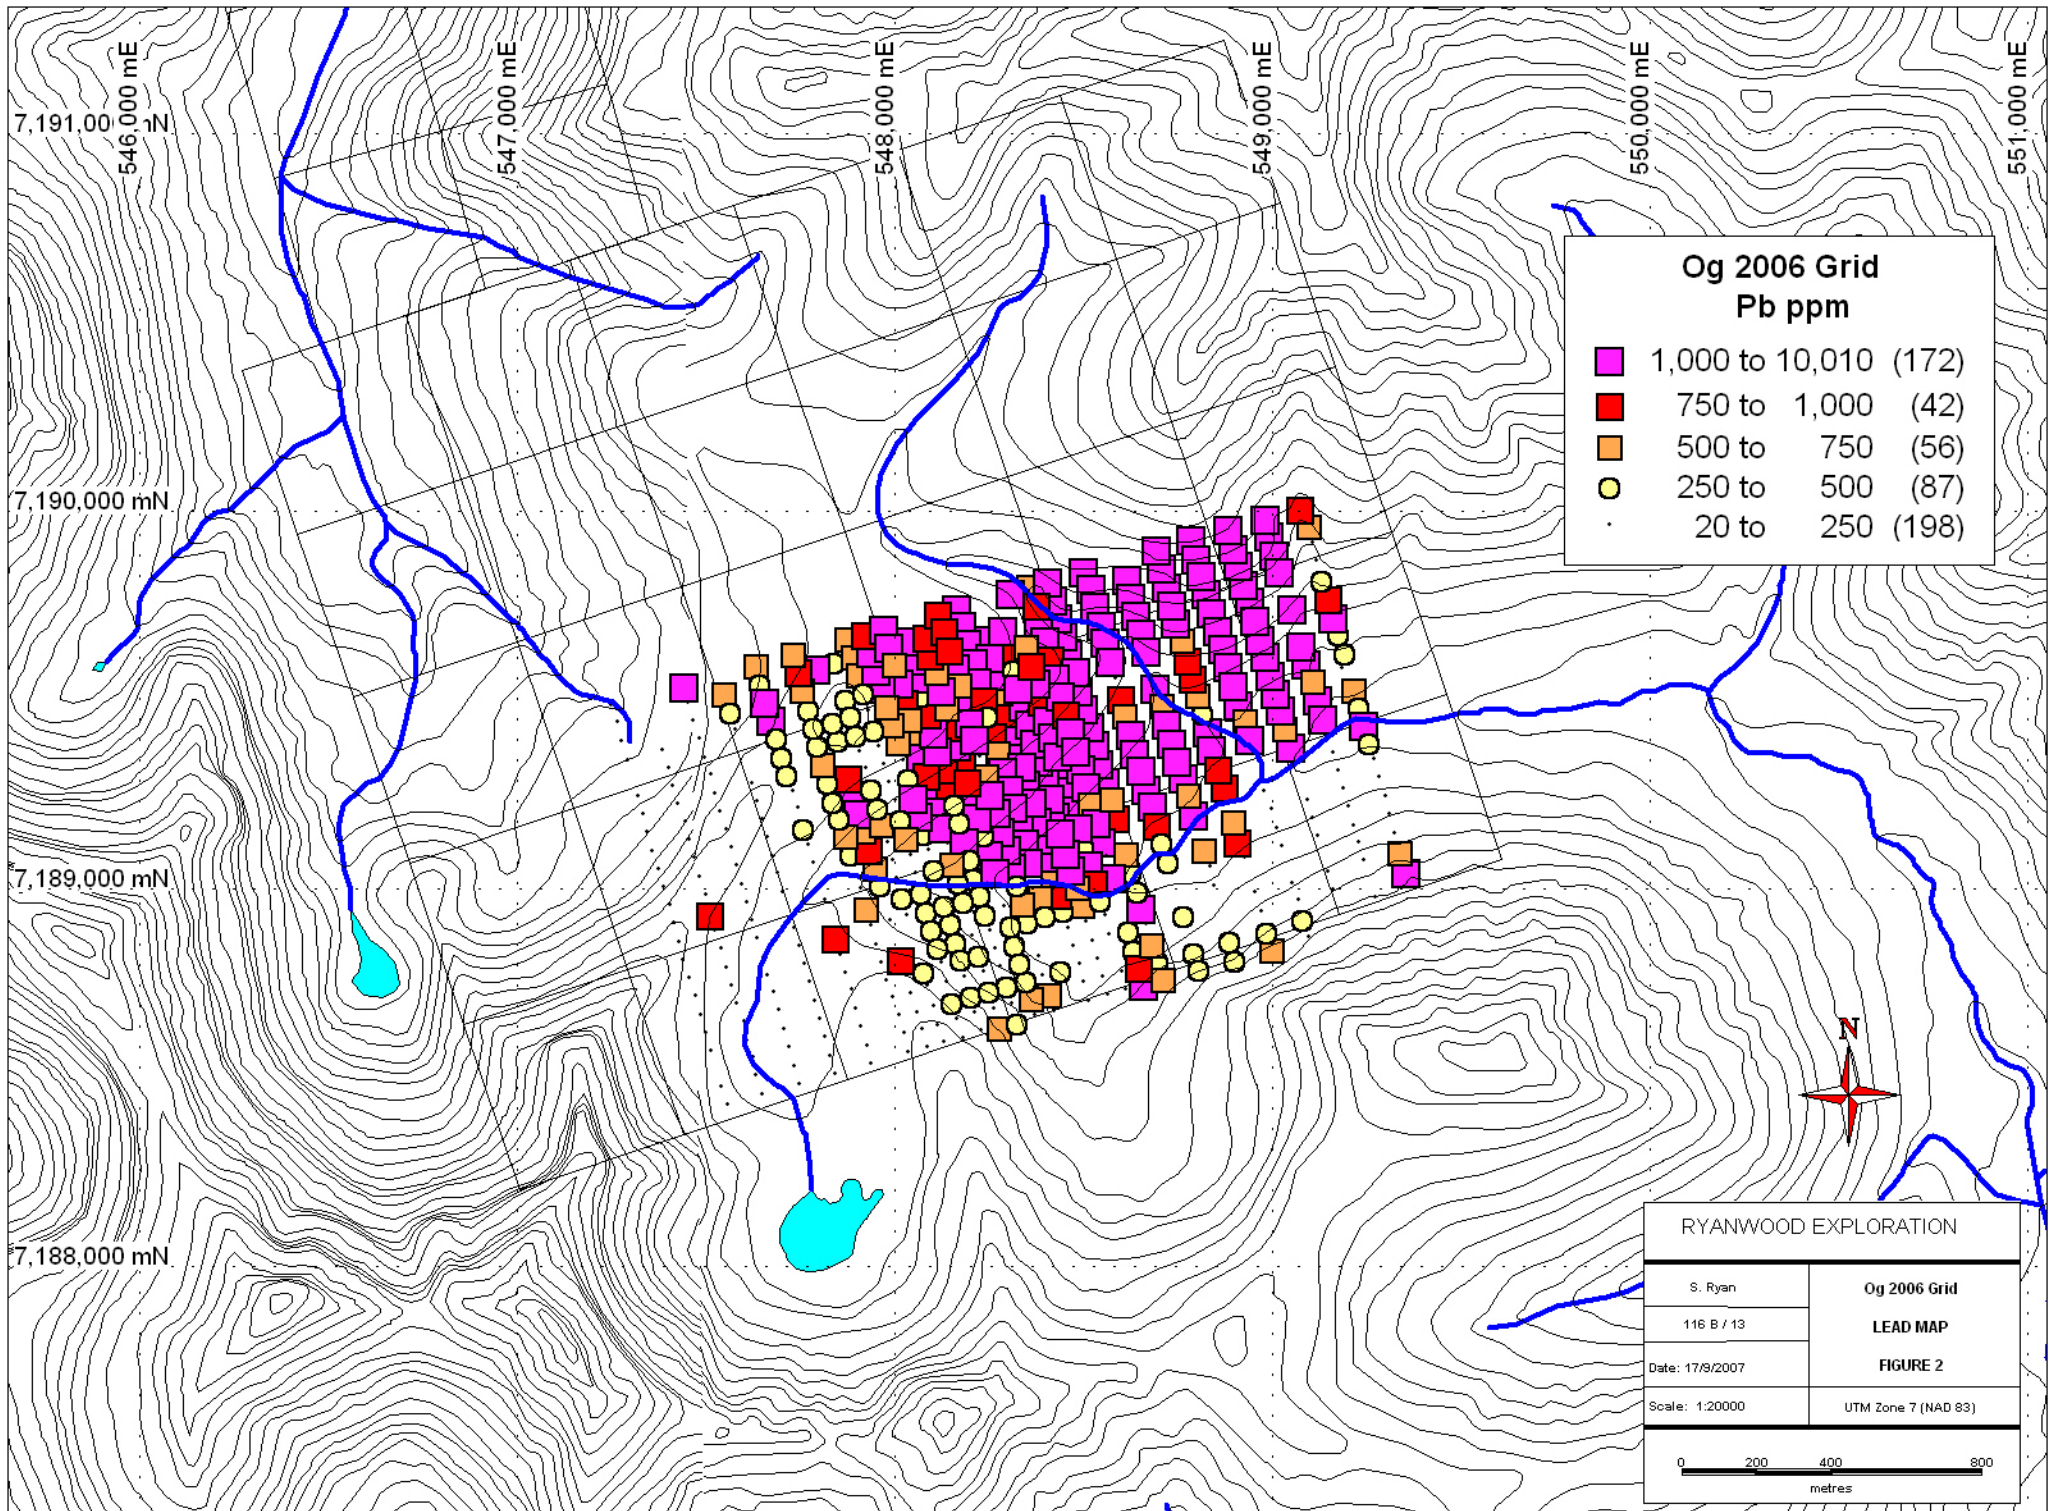 546,000 mE
547,000 mE
548,000 mE
549,000 mE
550,000 mE
551,000 mE
7,191,000 mN
7,190,000 mN
7,189,000 mN
7,188,000 mN
Og 2006 Grid
Pb ppm
1,000 to 10,010 (172)
750 to 1,000 (42)
500 to 750 (56)
250 to 500 (87)
20 to 250 (198)
N
RYANWOOD EXPLORATION
S. Ryan
116 B / 13
Date: 17/9/2007
Scale: 1:20000
Og 2006 Grid
LEAD MAP
FIGURE 2
UTM Zone 7 (NAD 83)
0 200 400 800
metres